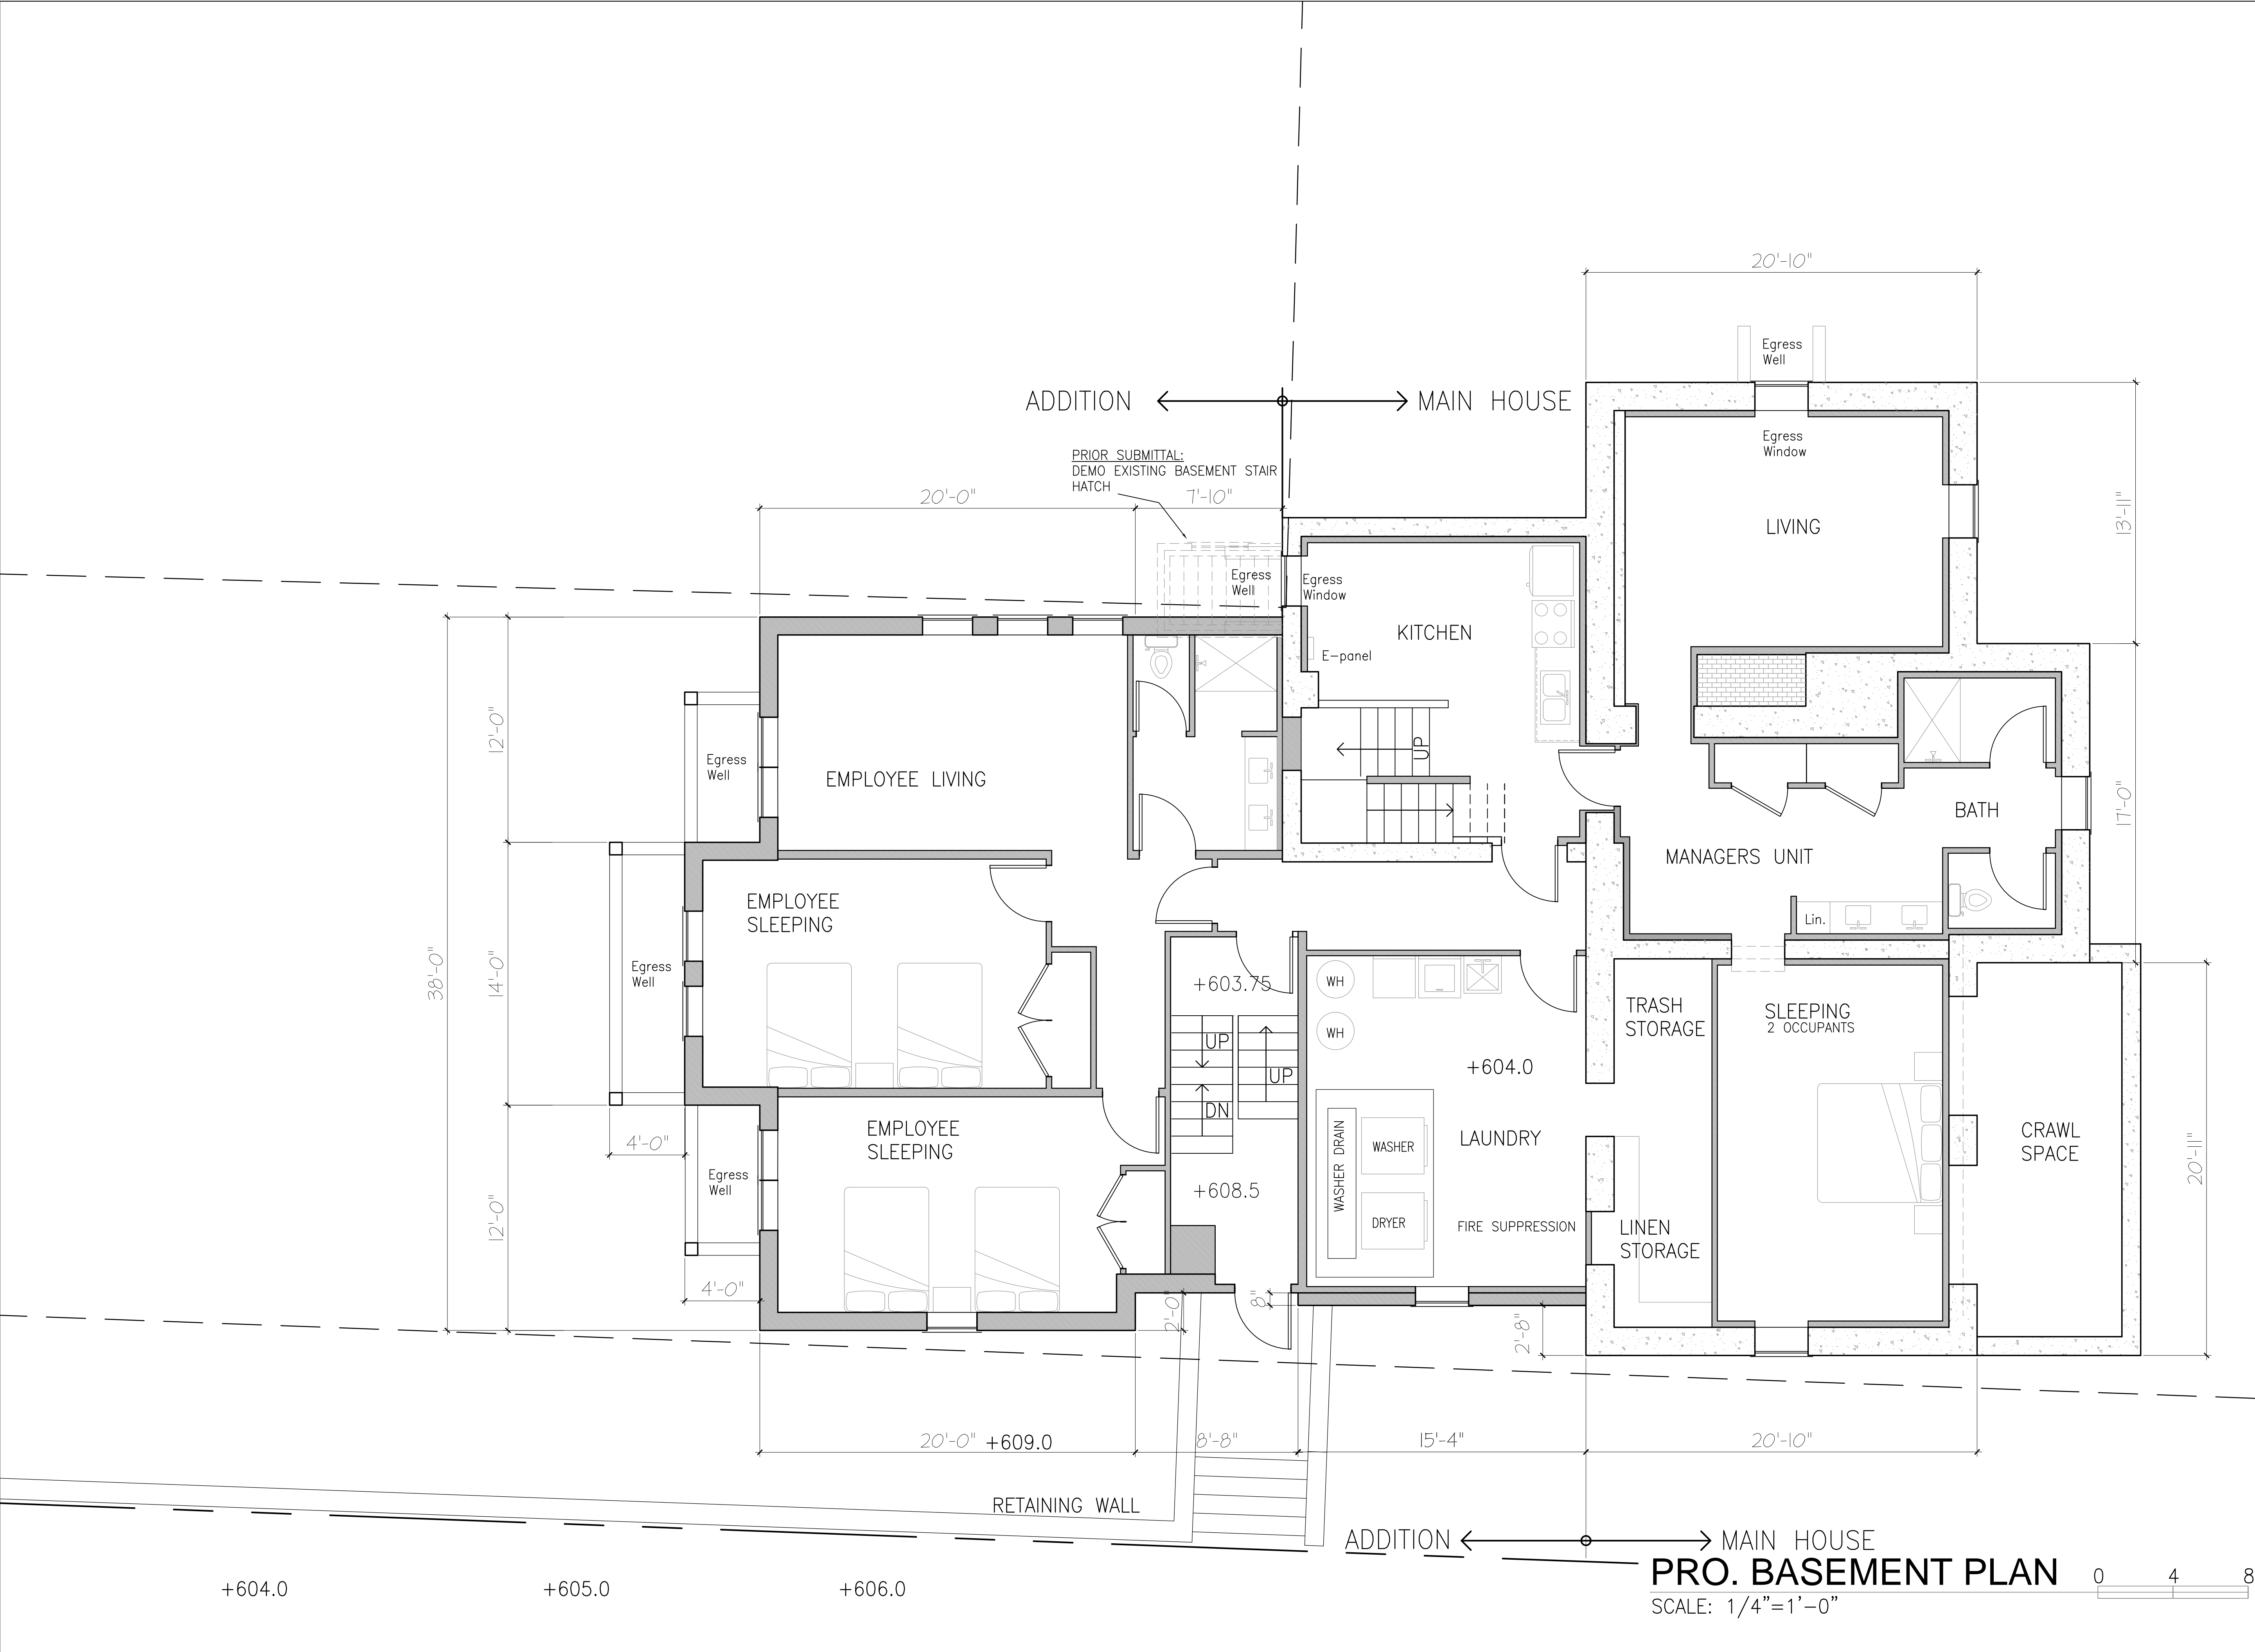 20'-10"
Egress
Well
ADDITION
MAIN HOUSE
Egress
Window
PRIOR SUBMITTAL:
DEMO EXISTING BASEMENT STAIR
HATCH
20'-0"
7'-10"
13'-11"
LIVING
Egress
Well
Egress
Window
KITCHEN
E-panel
12'-0"
Egress
Well
EMPLOYEE LIVING
UP
17'-0"
BATH
MANAGERS UNIT
EMPLOYEE
SLEEPING
Lin.
38'-0"
14'-0"
Egress
Well
+603.75
WH
WH
TRASH
STORAGE
SLEEPING
2 OCCUPANTS
UP
UP
DN
+604.0
EMPLOYEE
SLEEPING
4'-0"
WASHER DRAIN
WASHER
LAUNDRY
CRAWL
SPACE
20'-11"
Egress
Well
12'-0"
+608.5
DRYER
FIRE SUPPRESSION
LINEN
STORAGE
4'-0"
2'-0"
8"
2'-8"
20'-0"
+609.0
8'-8"
15'-4"
20'-10"
RETAINING WALL
ADDITION
MAIN HOUSE
PRO. BASEMENT PLAN
0 4 8
SCALE: 1/4"=1'-0"
+604.0
+605.0
+606.0